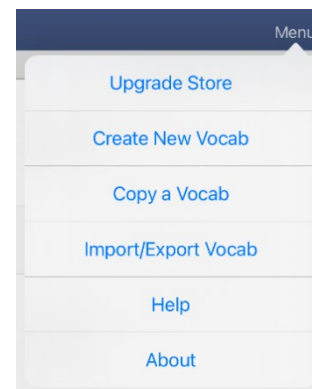 Menu
Upgrade Store
Create New Vocab
Copy a Vocab
Import/Export Vocab
Help
About